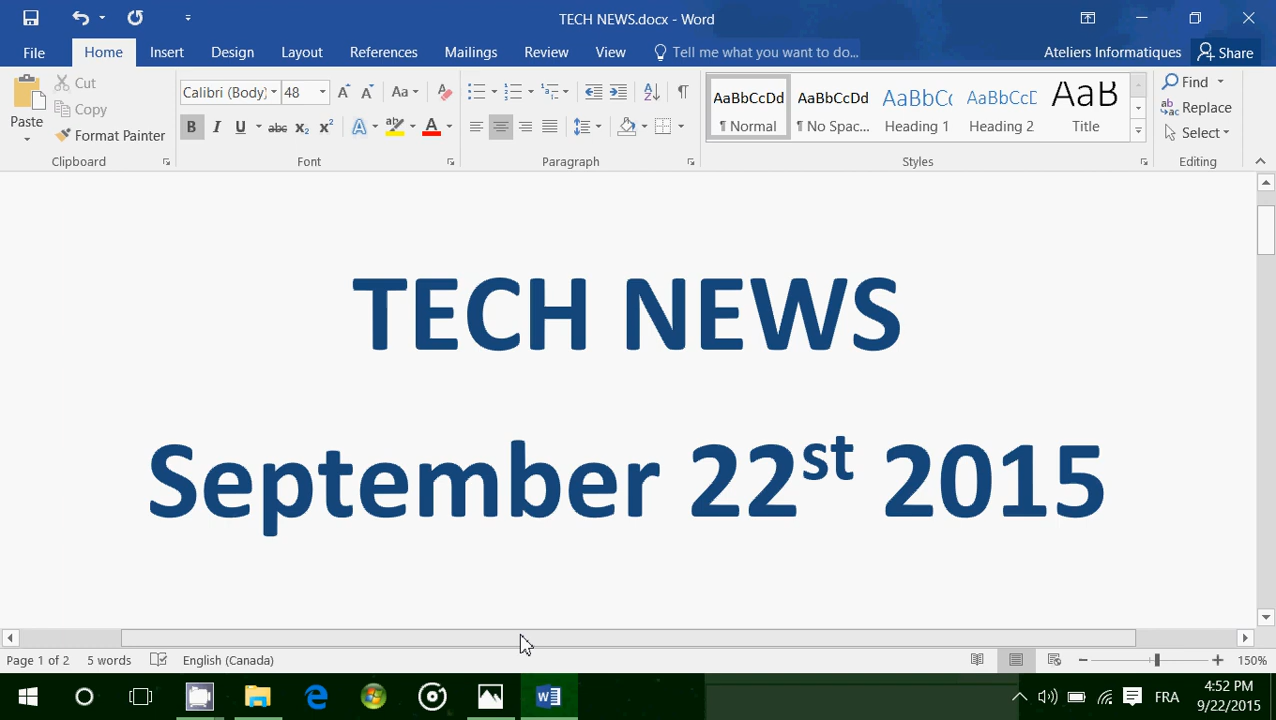 TECH NEWS.docx - Word
File Home Insert Design Layout References Mailings Review View Tell me what you want to do... Ateliers Informatiques Share
Paste
Cut
Copy
Format Painter
Clipboard
Calibri (Body) 48
Font
Paragraph
AaBbCcDd AaBbCcDd AaBbCc AaBbCcD AaB
¶ Normal ¶ No Spac... Heading 1 Heading 2 Title
Styles
Find
Replace
Select
Editing
TECH NEWS
September 22st 2015
Page 1 of 2 5 words English (Canada) 150%
FRA
4:52 PM
9/22/2015